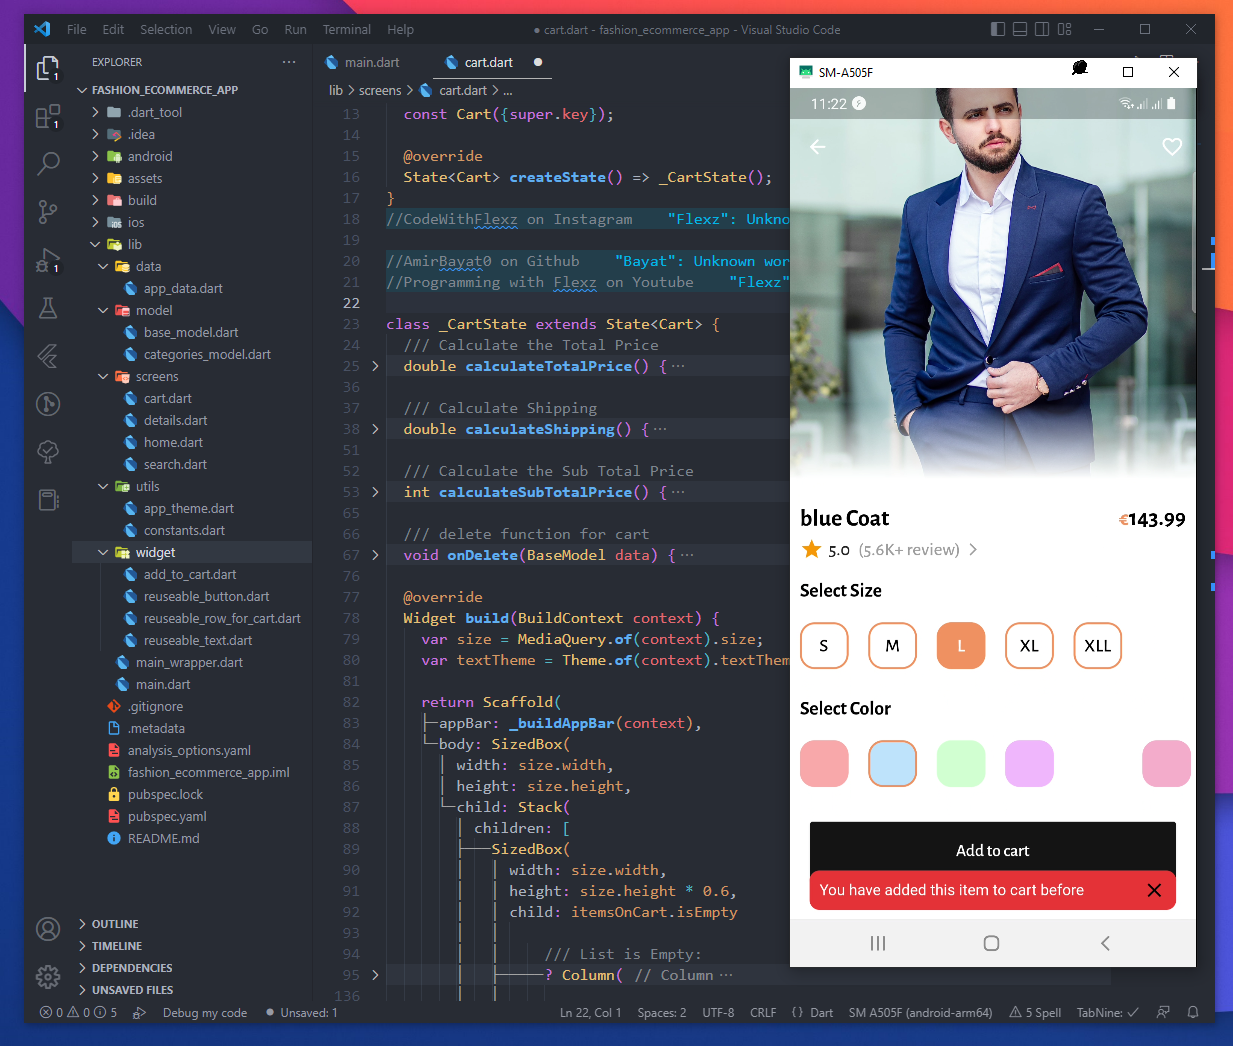 File Edit Selection View Go Run Terminal Help ● cart.dart - fashion_ecommerce_app - Visual Studio Code
EXPLORER ···
FASHION_ECOMMERCE_APP
.dart_tool
.idea
android
assets
build
ios
lib
data
app_data.dart
model
base_model.dart
categories_model.dart
screens
cart.dart
details.dart
home.dart
search.dart
utils
app_theme.dart
constants.dart
widget
add_to_cart.dart
reuseable_button.dart
reuseable_row_for_cart.dart
reuseable_text.dart
main_wrapper.dart
main.dart
.gitignore
.metadata
analysis_options.yaml
fashion_ecommerce_app.iml
pubspec.lock
pubspec.yaml
README.md
OUTLINE
TIMELINE
DEPENDENCIES
UNSAVED FILES
1
1
1
main.dart cart.dart ●
lib > screens > cart.dart > ...
13 const Cart({super.key});
14
15 @override
16 State<Cart> createState() => _CartState();
17 }
18 //CodeWithFlexz on Instagram "Flexz": Unkno
19
20 //AmirBayat0 on Github "Bayat": Unknown wor
21 //Programming with Flexz on Youtube "Flexz"
22
23 class _CartState extends State<Cart> {
24 /// Calculate the Total Price
25 double calculateTotalPrice() { ···
36
37 /// Calculate Shipping
38 double calculateShipping() { ···
51
52 /// Calculate the Sub Total Price
53 int calculateSubTotalPrice() { ···
65
66 /// delete function for cart
67 void onDelete(BaseModel data) { ···
76
77 @override
78 Widget build(BuildContext context) {
79 var size = MediaQuery.of(context).size;
80 var textTheme = Theme.of(context).textThem
81
82 return Scaffold(
83 appBar: _buildAppBar(context),
84 body: SizedBox(
85 width: size.width,
86 height: size.height,
87 child: Stack(
88 children: [
89 SizedBox(
90 width: size.width,
91 height: size.height * 0.6,
92 child: itemsOnCart.isEmpty
93
94 /// List is Empty:
95 ? Column( // Column ···
136
SM-A505F
11:22
blue Coat €143.99
5.0 (5.6K+ review) >
Select Size
S M L XL XLL
Select Color
Add to cart
You have added this item to cart before
0 0 5 Debug my code ● Unsaved: 1 Ln 22, Col 1 Spaces: 2 UTF-8 CRLF {} Dart SM A505F (android-arm64) 5 Spell TabNine: ✓